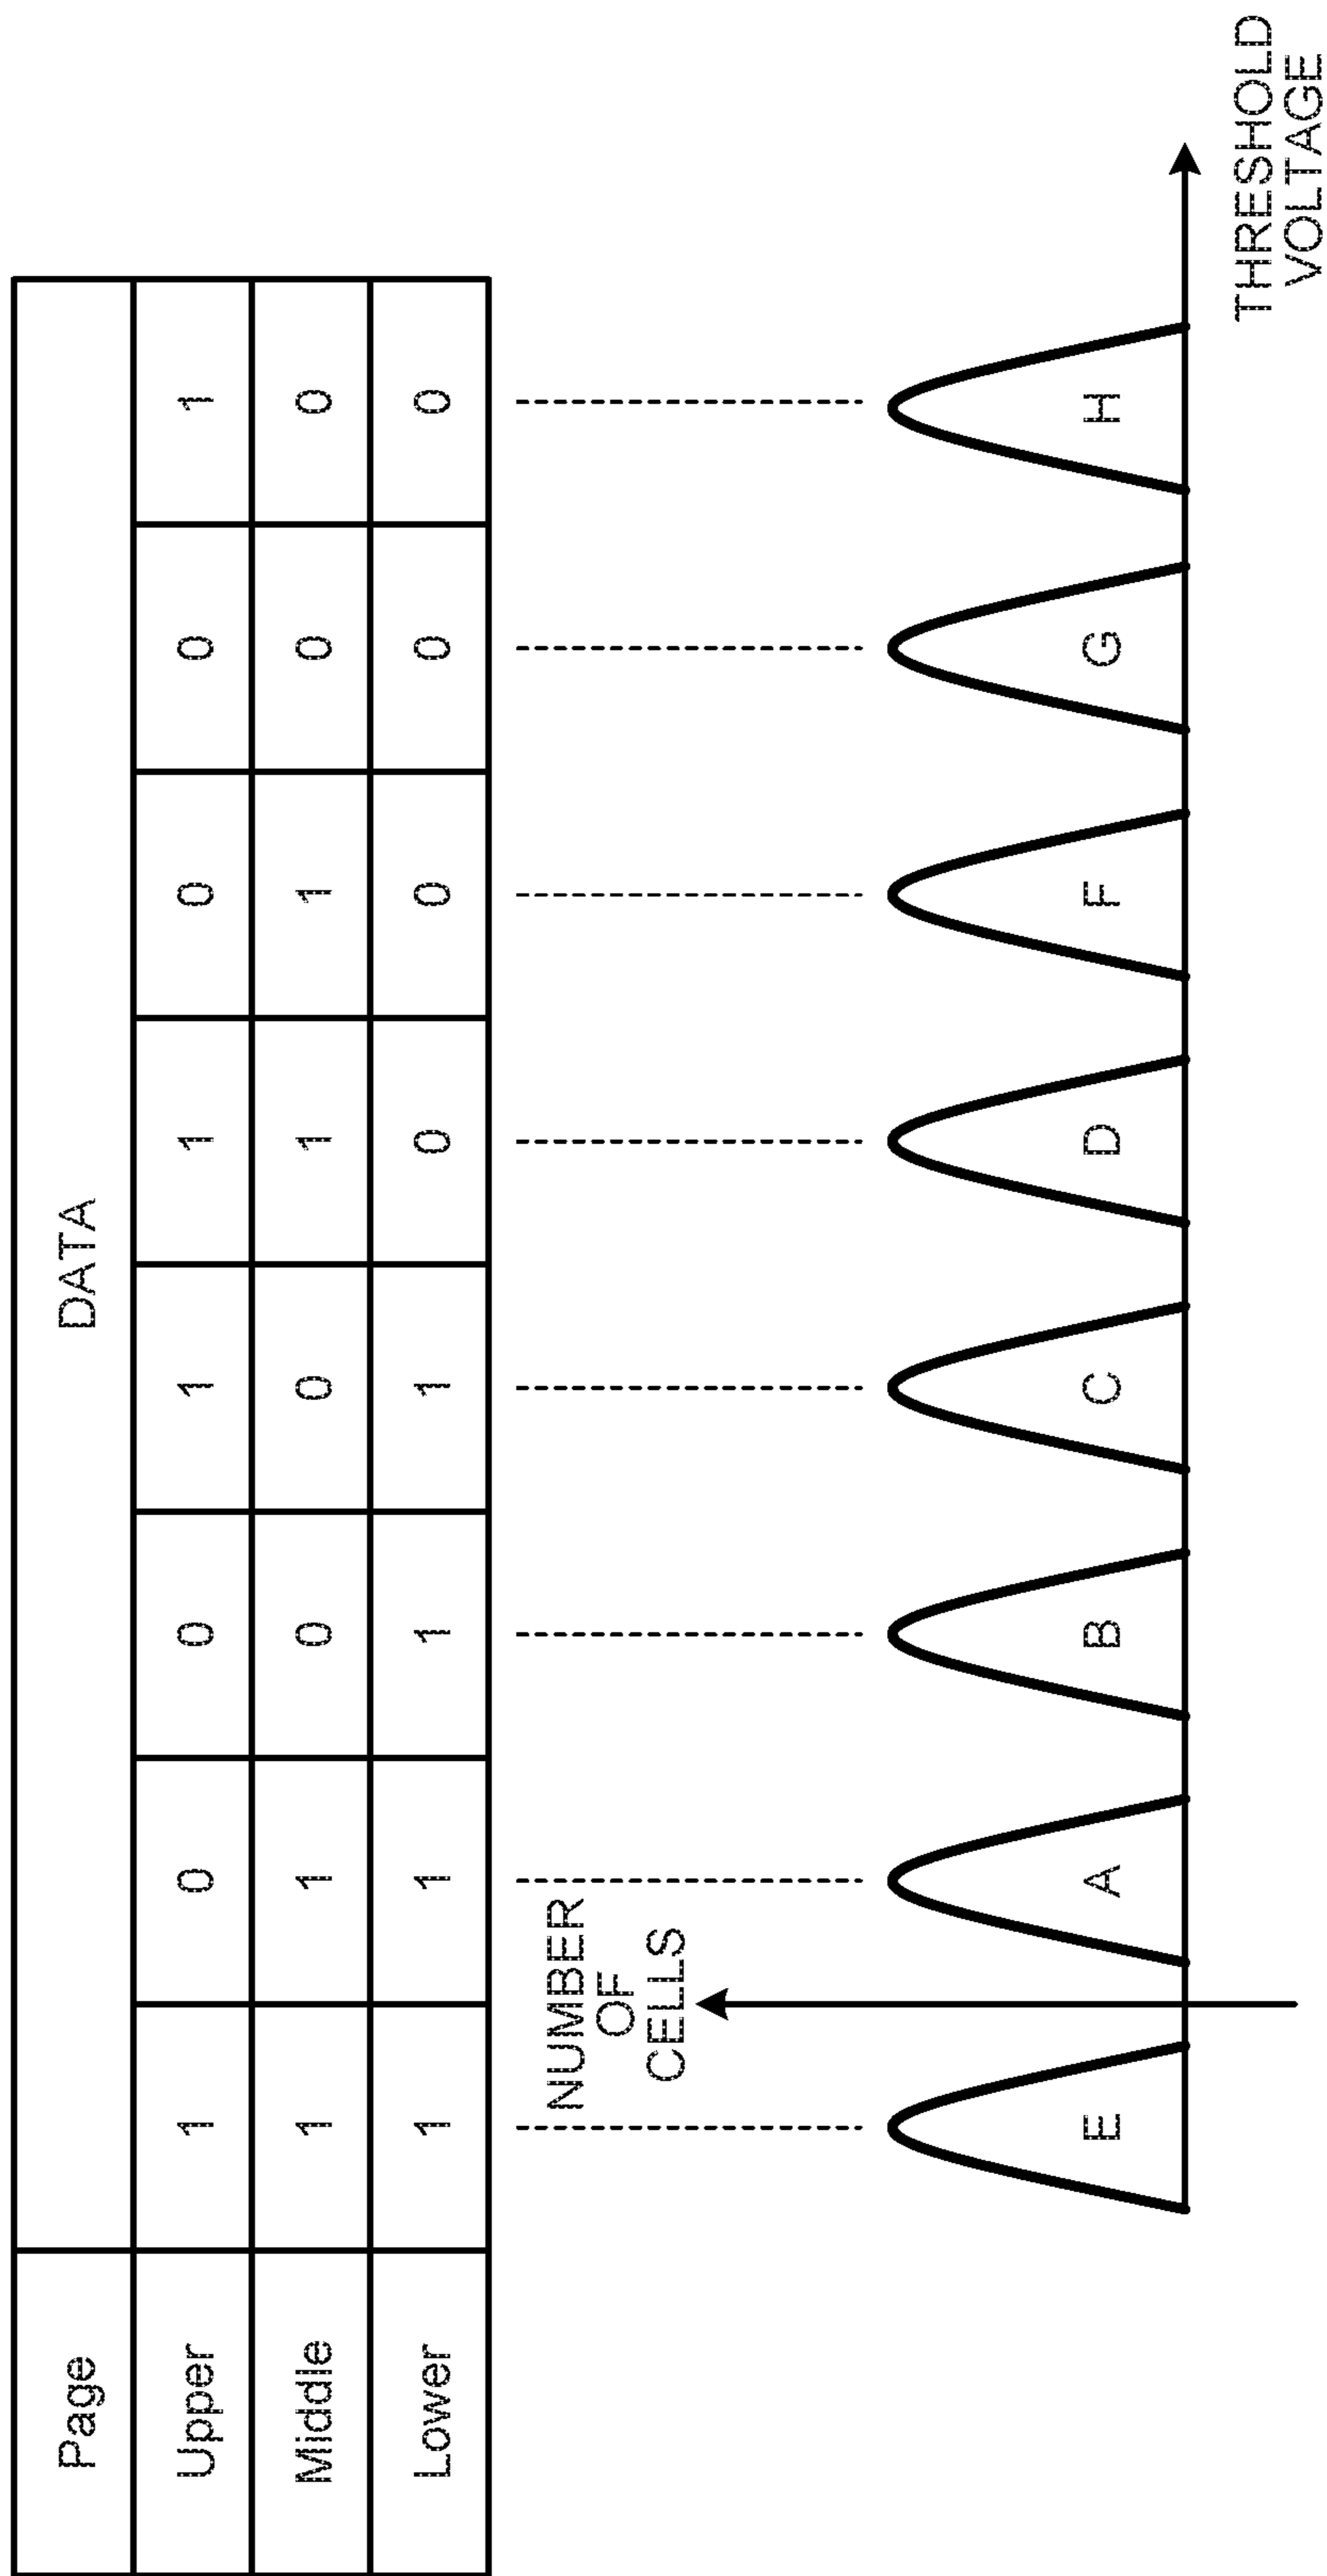 Page DATA
Upper 1 0 0 1 1 0 0 1
Middle 1 1 0 0 1 1 0 0
Lower 1 1 1 1 0 0 0 0
NUMBER
OF
CELLS
E A B C D F G H
THRESHOLD
VOLTAGE